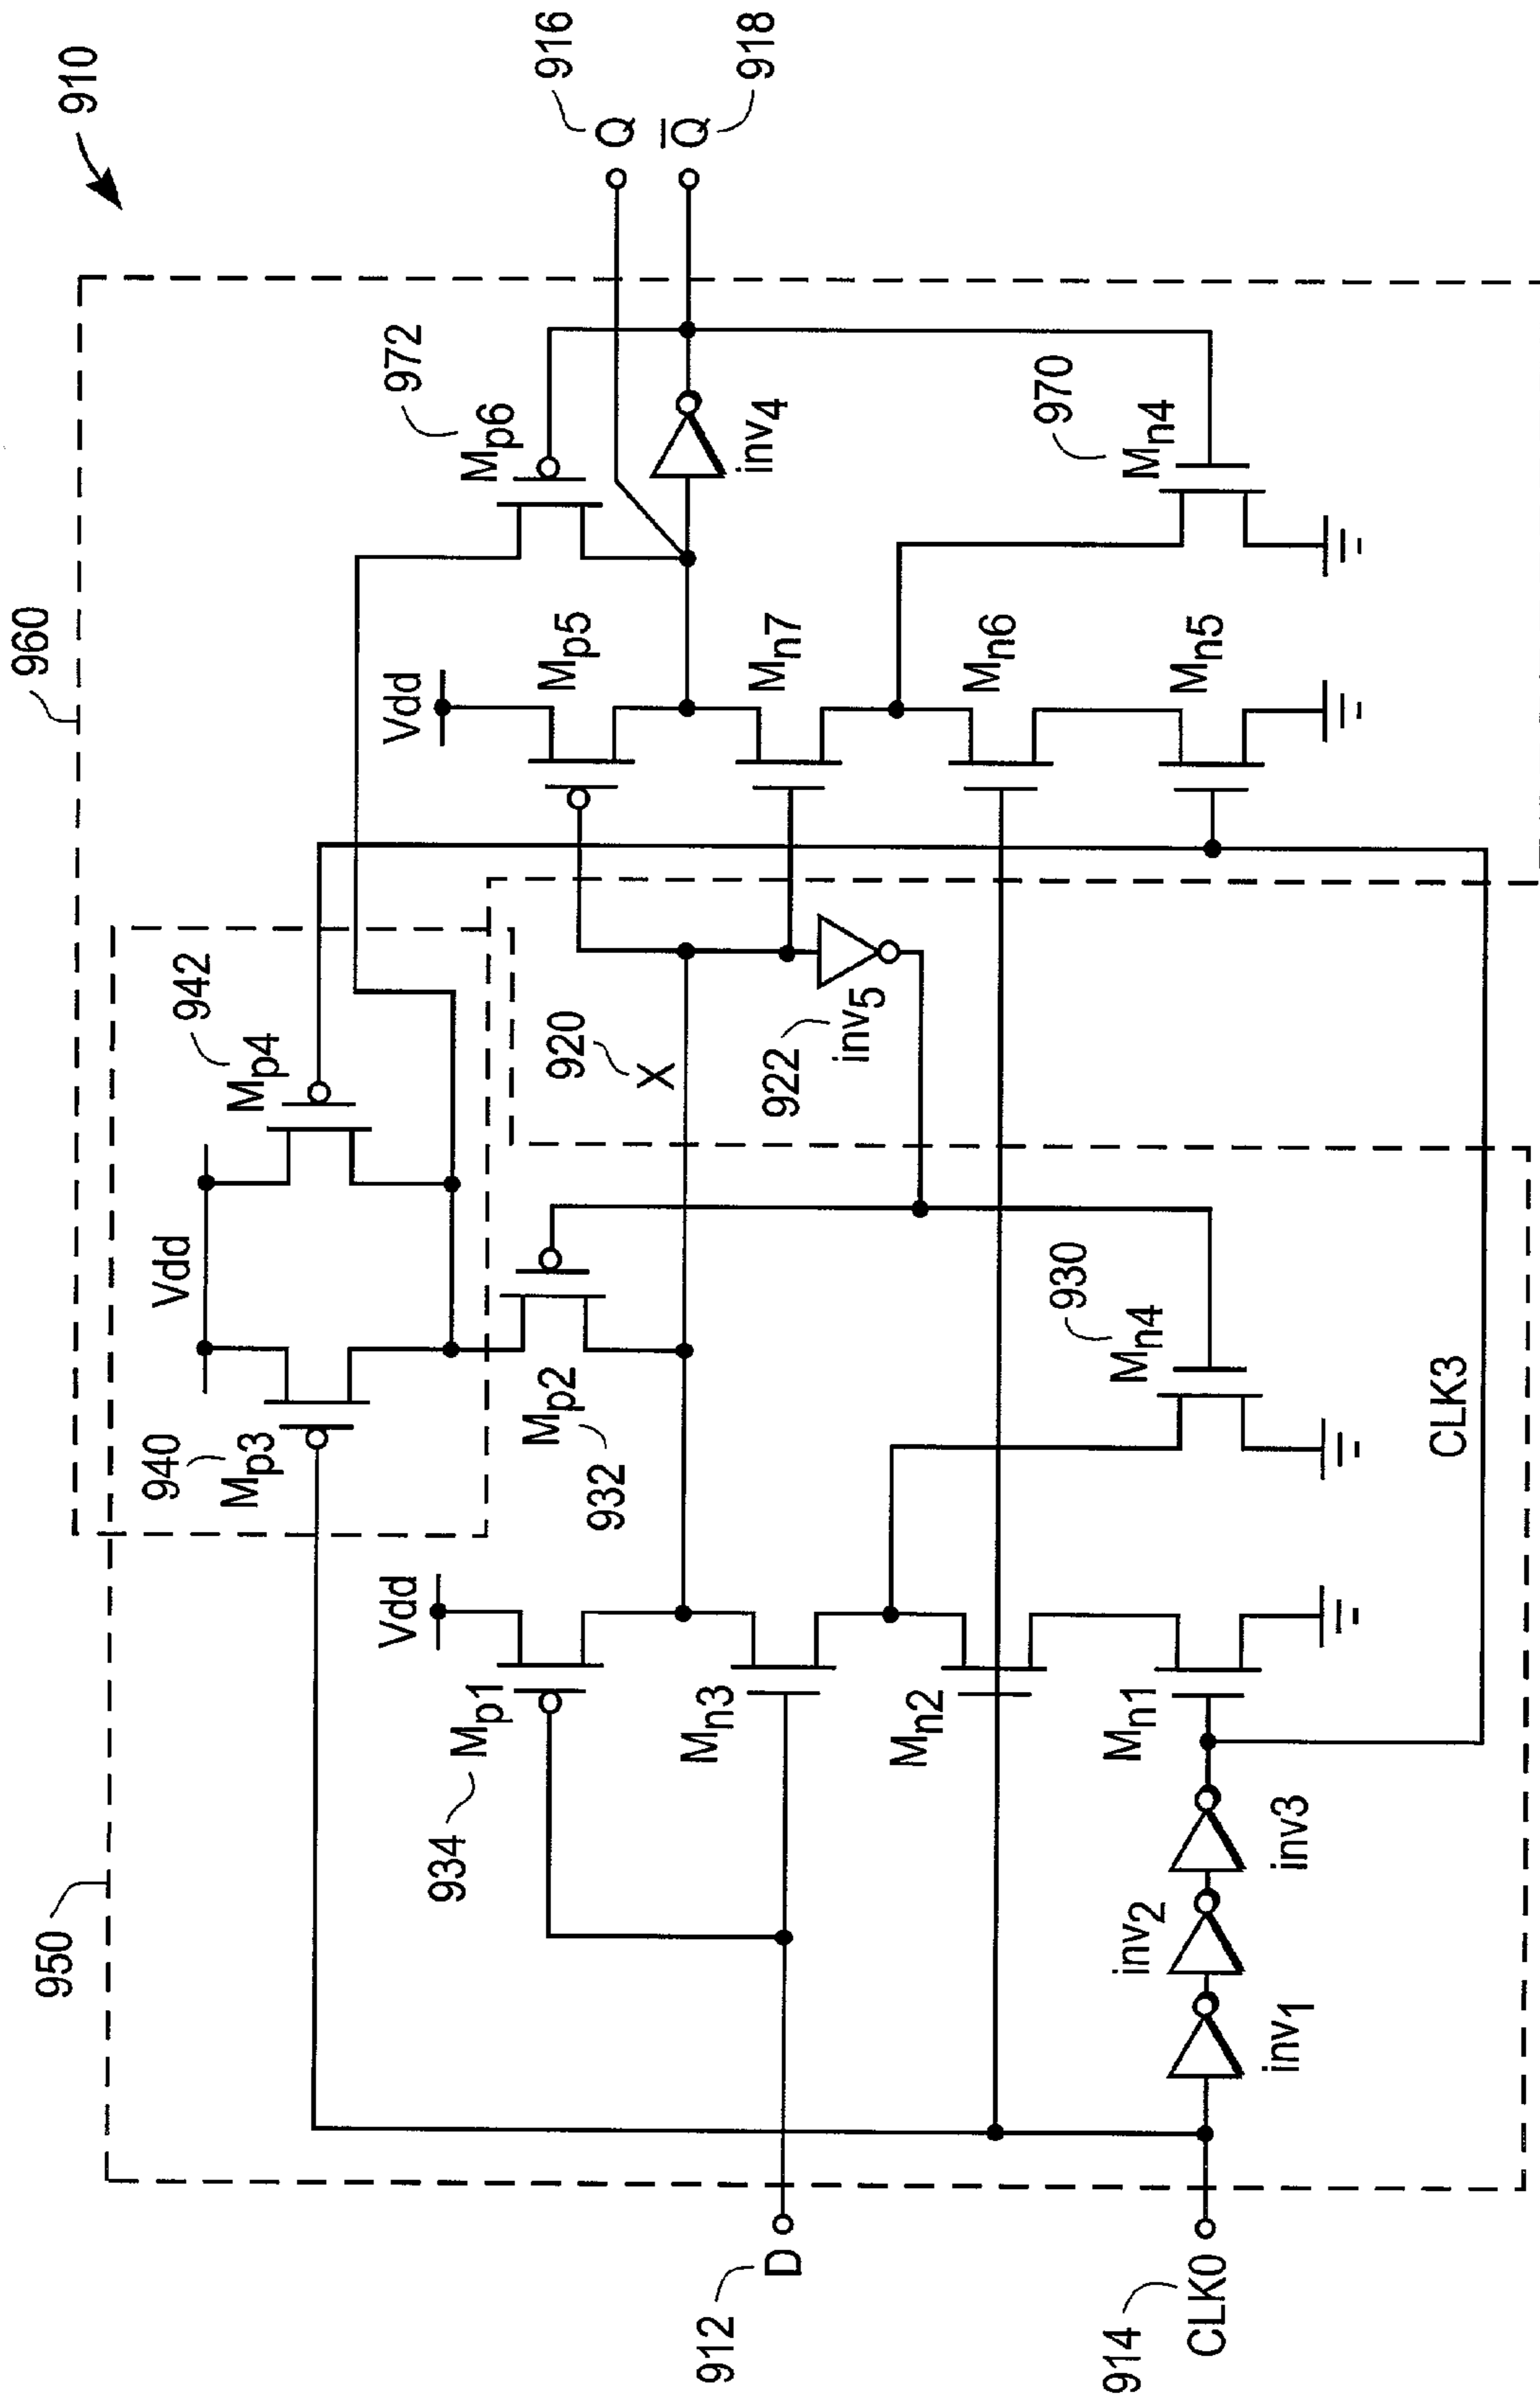 910
960
972
Mp6
916
Q
Q
918
Vdd
Mp5
inv4
970
Mn4
Mn7
Mn6
Mn5
942
Mp4
Vdd
920
X
922
inv5
940
Mp3
Mp2
932
930
Mn4
CLK3
950
Vdd
934
Mp1
Mn3
Mn2
Mn1
inv3
inv2
inv1
912
D
914
CLK0